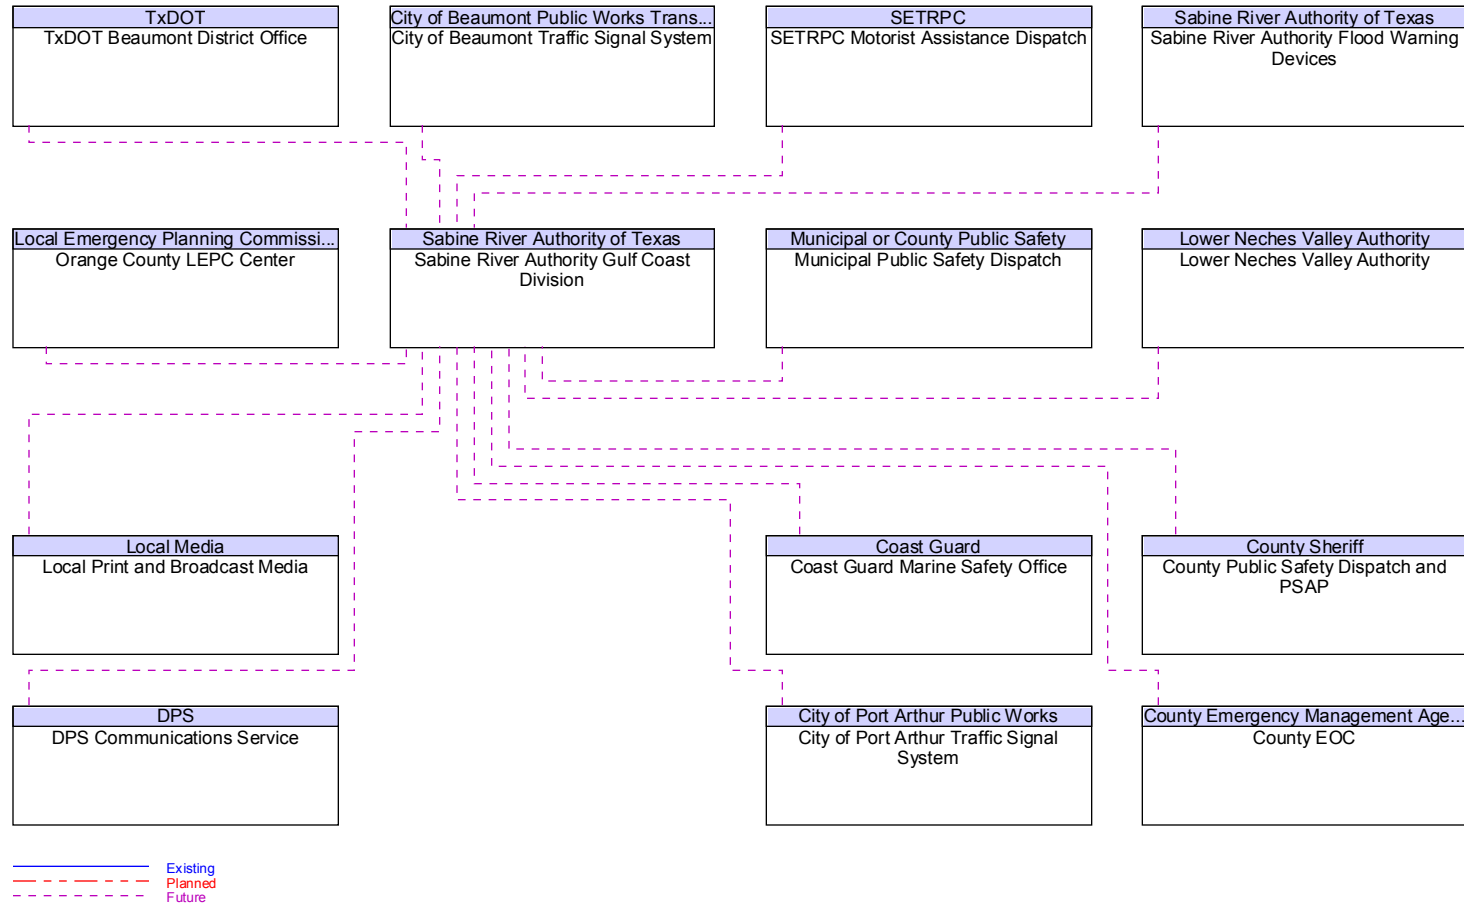 TxDOT
TxDOT Beaumont District Office
City of Beaumont Public Works Trans...
City of Beaumont Traffic Signal System
SETRPC
SETRPC Motorist Assistance Dispatch
Sabine River Authority of Texas
Sabine River Authority Flood Warning
Devices
Local Emergency Planning Commissi...
Orange County LEPC Center
Sabine River Authority of Texas
Sabine River Authority Gulf Coast
Division
Municipal or County Public Safety
Municipal Public Safety Dispatch
Lower Neches Valley Authority
Lower Neches Valley Authority
Local Media
Local Print and Broadcast Media
Coast Guard
Coast Guard Marine Safety Office
County Sheriff
County Public Safety Dispatch and
PSAP
DPS
DPS Communications Service
City of Port Arthur Public Works
City of Port Arthur Traffic Signal
System
County Emergency Management Age...
County EOC
Existing
Planned
Future